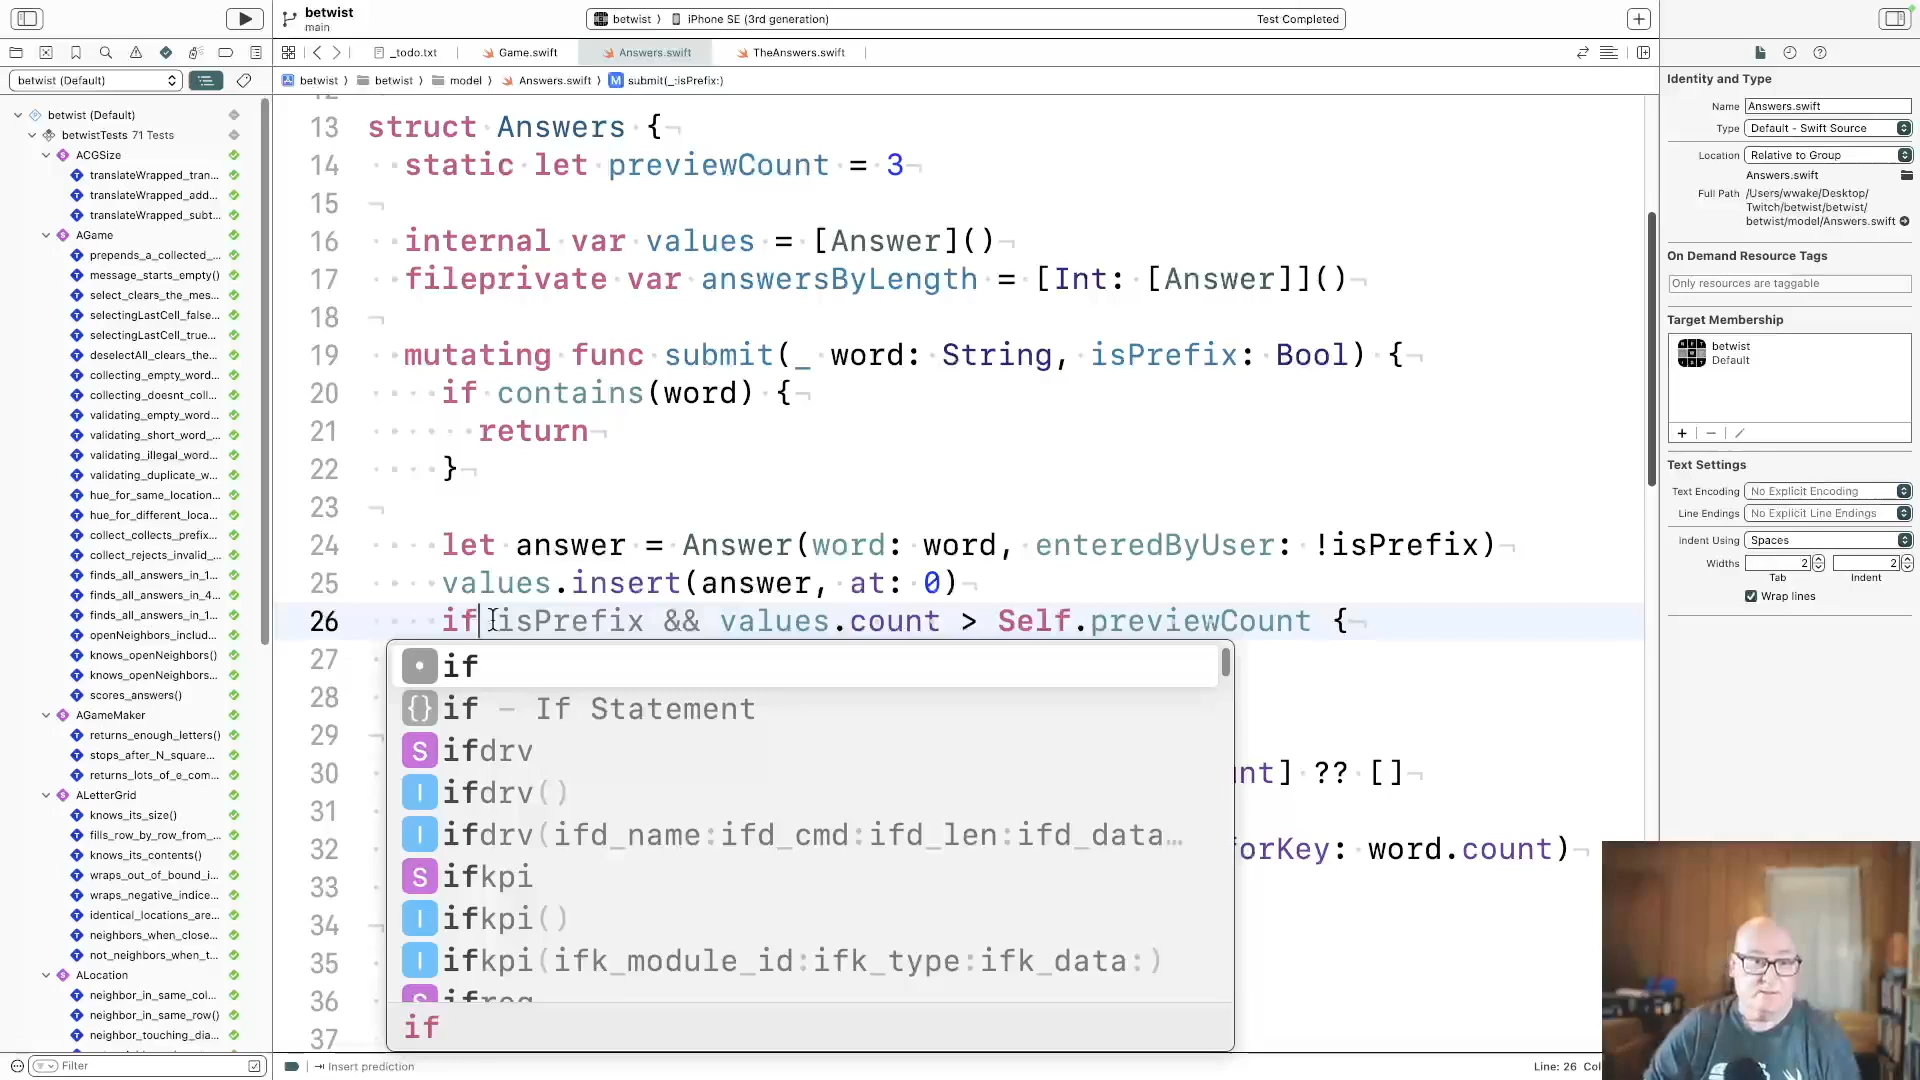 betwist
main
betwist
iPhone SE (3rd generation)
Test Completed
_todo.txt
Game.swift
Answers.swift
TheAnswers.swift
betwist (Default)
betwist
betwist
model
Answers.swift
M submit(_:isPrefix:)
betwist (Default)
betwistTests 71 Tests
ACGSize
translateWrapped_tran...
translateWrapped_add...
translateWrapped_subt...
AGame
prepends_a_collected_...
message_starts_empty()
select_clears_the_mes...
selectingLastCell_false...
selectingLastCell_true...
deselectAll_clears_the...
collecting_empty_word...
collecting_doesnt_coll...
validating_empty_word...
validating_short_word_...
validating_illegal_word...
validating_duplicate_w...
hue_for_same_location...
hue_for_different_loca...
collect_collects_prefix...
collect_rejects_invalid_...
finds_all_answers_in_1...
finds_all_answers_in_4...
finds_all_answers_in_1...
openNeighbors_includ...
knows_openNeighbors()
knows_openNeighbors...
scores_answers()
AGameMaker
returns_enough_letters()
stops_after_N_square...
returns_lots_of_e_com...
ALetterGrid
knows_its_size()
fills_row_by_row_from_...
knows_its_contents()
wraps_out_of_bound_i...
wraps_negative_indice...
identical_locations_are...
neighbors_when_close...
not_neighbors_when_t...
ALocation
neighbor_in_same_col...
neighbor_in_same_row()
neighbor_touching_dia...
Filter
13 struct Answers {
14 static let previewCount = 3
15
16 internal var values = [Answer]()
17 fileprivate var answersByLength = [Int: [Answer]]()
18
19 mutating func submit(_ word: String, isPrefix: Bool) {
20 if contains(word) {
21 return
22 }
23
24 let answer = Answer(word: word, enteredByUser: !isPrefix)
25 values.insert(answer, at: 0)
26 if isPrefix && values.count > Self.previewCount {
27
28
29
30 nt] ?? []
31
32 orKey: word.count)
33
34
35
36
37
if
if – If Statement
S ifdrv
I ifdrv()
I ifdrv(ifd_name:ifd_cmd:ifd_len:ifd_data...
S ifkpi
I ifkpi()
I ifkpi(ifk_module_id:ifk_type:ifk_data:)
S ifreq
if
Insert prediction
Line: 26 Col
Identity and Type
Name Answers.swift
Type Default - Swift Source
Location Relative to Group
Answers.swift
Full Path /Users/wwake/Desktop/
Twitch/betwist/betwist/
betwist/model/Answers.swift
On Demand Resource Tags
Only resources are taggable
Target Membership
betwist
Default
Text Settings
Text Encoding No Explicit Encoding
Line Endings No Explicit Line Endings
Indent Using Spaces
Widths 2 2
Tab Indent
Wrap lines